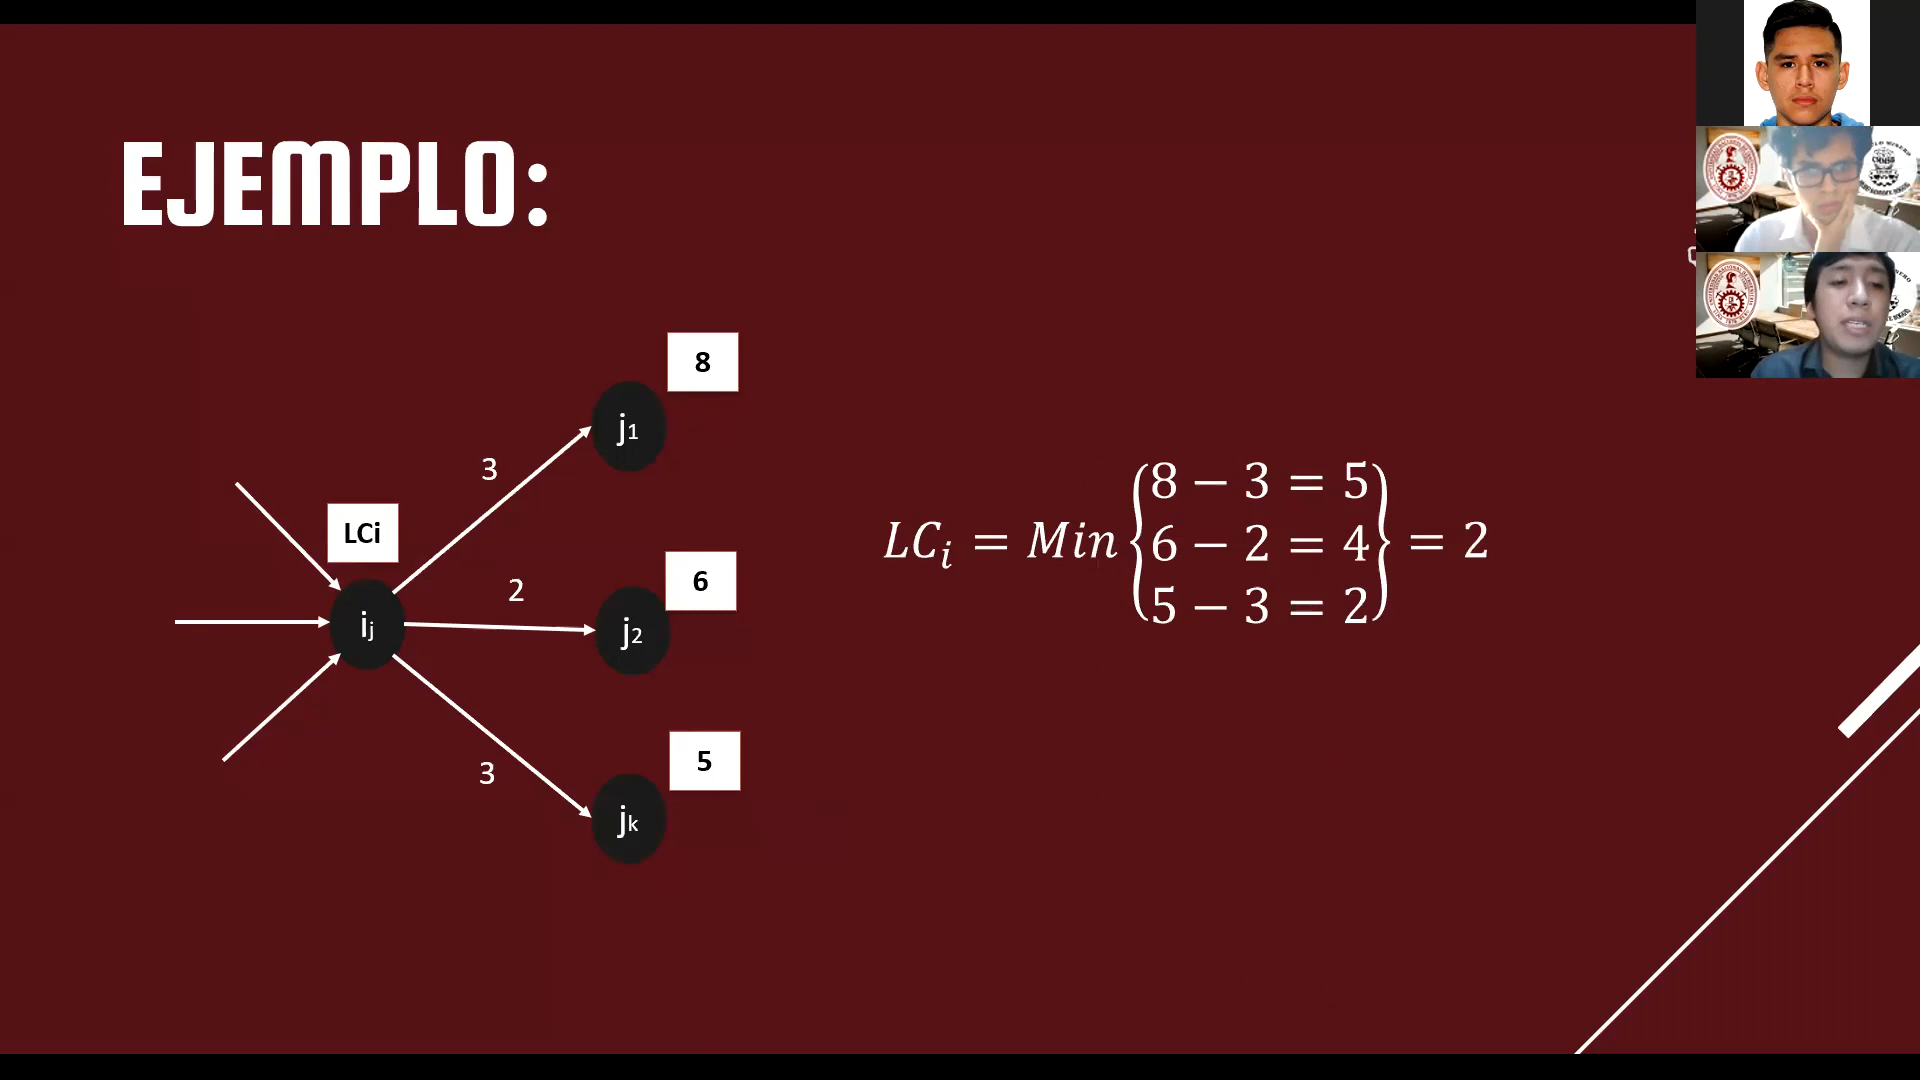 EJEMPLO:
8
j1
3
LCi
6
2
ij
j2
5
3
jk
LCi = Min {8 − 3 = 5
6 − 2 = 4
5 − 3 = 2} = 2